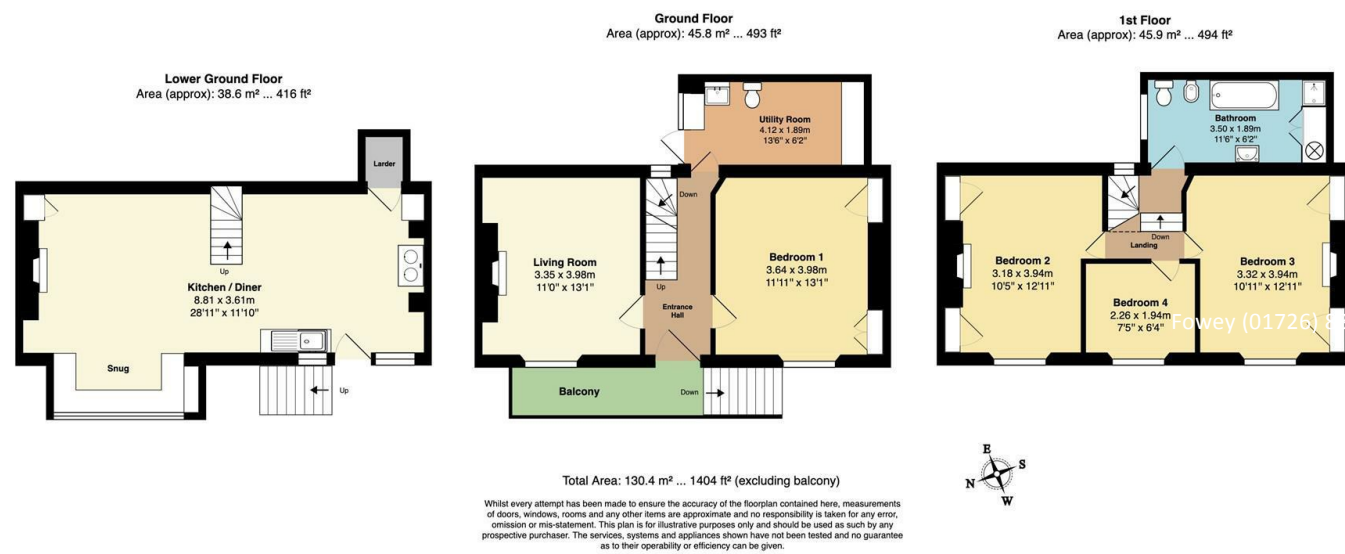 Lower Ground Floor
Area (approx): 38.6 m² ... 416 ft²
Larder
Up
Kitchen / Diner
8.81 x 3.61m
28'11" x 11'10"
Snug
Up
Ground Floor
Area (approx): 45.8 m² ... 493 ft²
Utility Room
4.12 x 1.89m
13'6" x 6'2"
Down
Living Room
3.35 x 3.98m
11'0" x 13'1"
Up
Entrance
Hall
Bedroom 1
3.64 x 3.98m
11'11" x 13'1"
Balcony
Down
1st Floor
Area (approx): 45.9 m² ... 494 ft²
Bathroom
3.50 x 1.89m
11'6" x 6'2"
Down
Landing
Bedroom 2
3.18 x 3.94m
10'5" x 12'11"
Bedroom 3
3.32 x 3.94m
10'11" x 12'11"
Bedroom 4
2.26 x 1.94m
7'5" x 6'4"
Fowey (01726)
E
S
N
W
Total Area: 130.4 m² ... 1404 ft² (excluding balcony)
Whilst every attempt has been made to ensure the accuracy of the floorplan contained here, measurements
of doors, windows, rooms and any other items are approximate and no responsibility is taken for any error,
omission or mis-statement. This plan is for illustrative purposes only and should be used as such by any
prospective purchaser. The services, systems and appliances shown have not been tested and no guarantee
as to their operability or efficiency can be given.